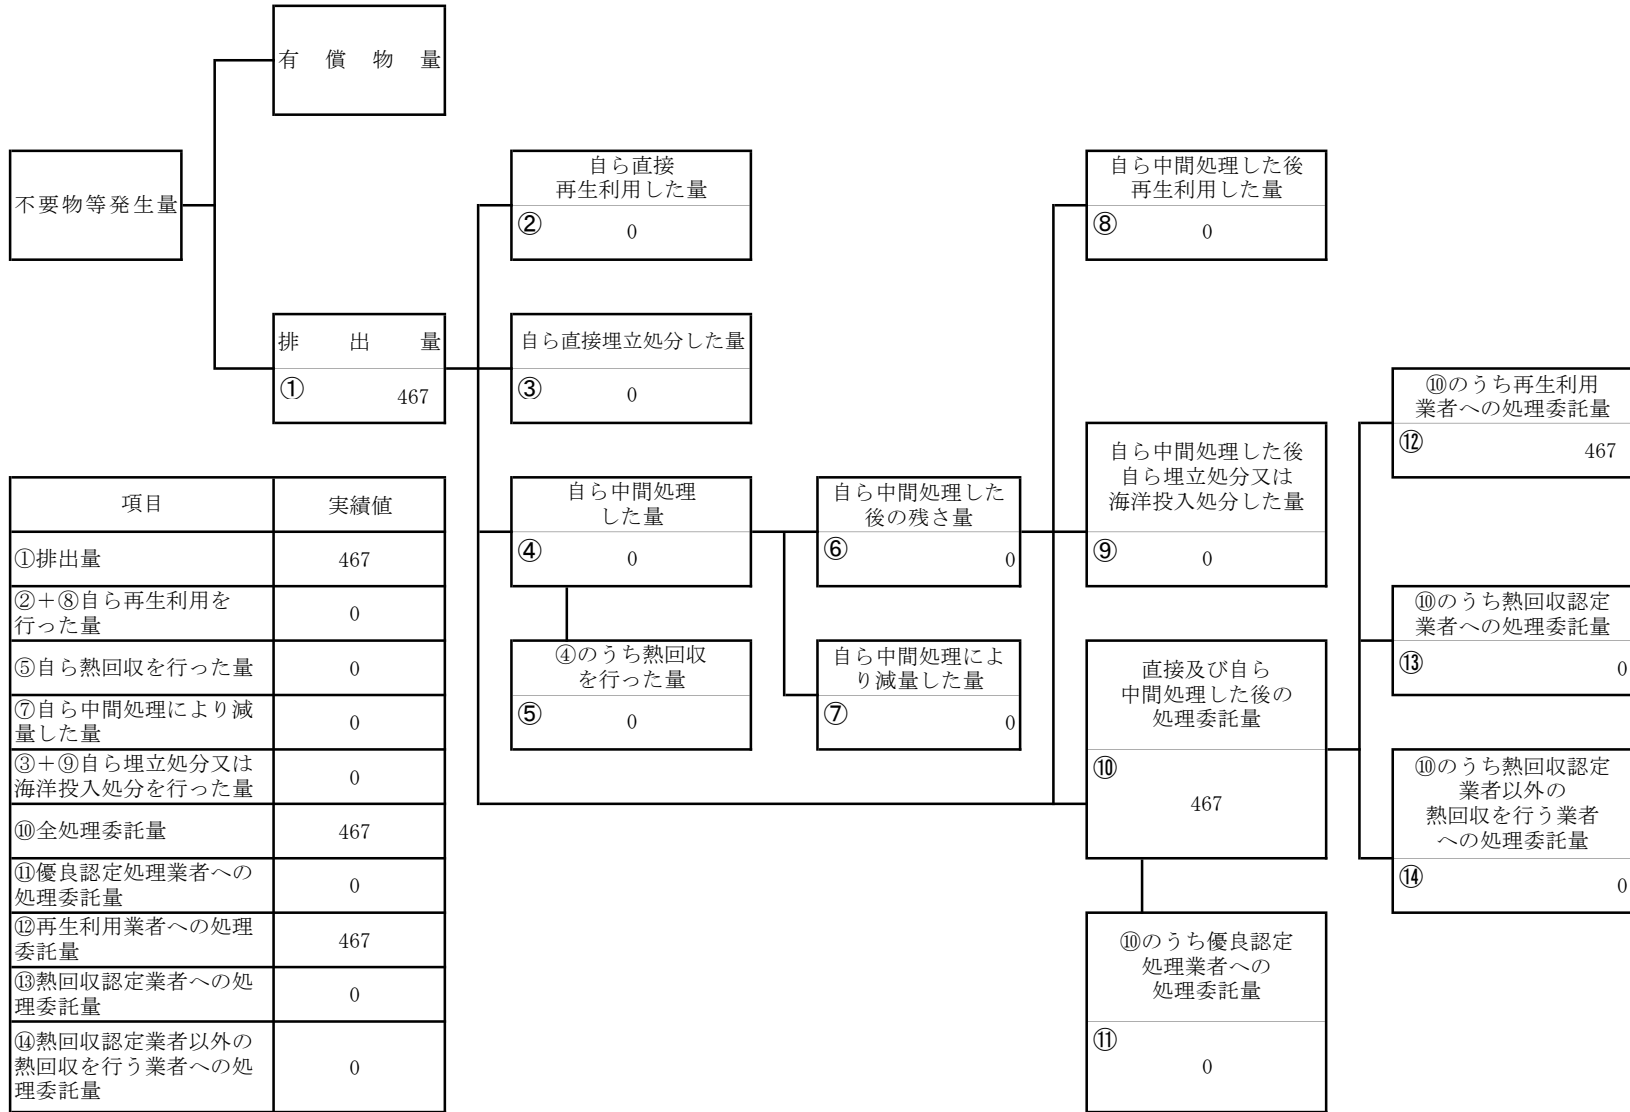 有償物量
不要物等発生量
排出量
①
467
自ら直接
再生利用した量
②
0
自ら直接埋立処分した量
③
0
自ら中間処理
した量
④
0
④のうち熱回収
を行った量
⑤
0
自ら中間処理した
後の残さ量
⑥
0
自ら中間処理によ
り減量した量
⑦
0
自ら中間処理した後
再生利用した量
⑧
0
自ら中間処理した後
自ら埋立処分又は
海洋投入処分した量
⑨
0
直接及び自ら
中間処理した後の
処理委託量
⑩
467
⑩のうち優良認定
処理業者への
処理委託量
⑪
0
⑩のうち再生利用
業者への処理委託量
⑫
467
⑩のうち熱回収認定
業者への処理委託量
⑬
0
⑩のうち熱回収認定
業者以外の
熱回収を行う業者
への処理委託量
⑭
0
項目 実績値
①排出量 467
②+⑧自ら再生利用を
行った量 0
⑤自ら熱回収を行った量 0
⑦自ら中間処理により減
量した量 0
③+⑨自ら埋立処分又は
海洋投入処分を行った量 0
⑩全処理委託量 467
⑪優良認定処理業者への
処理委託量 0
⑫再生利用業者への処理
委託量 467
⑬熱回収認定業者への処
理委託量 0
⑭熱回収認定業者以外の
熱回収を行う業者への処
理委託量 0